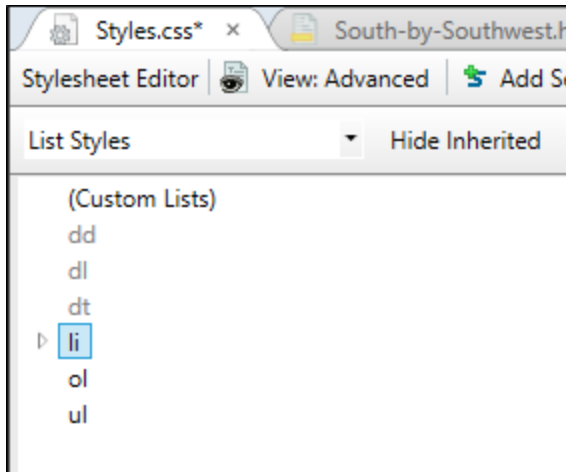 Styles.css* × South-by-Southwest.h
Stylesheet Editor View: Advanced Add S
List Styles Hide Inherited
(Custom Lists)
dd
dl
dt
li
ol
ul